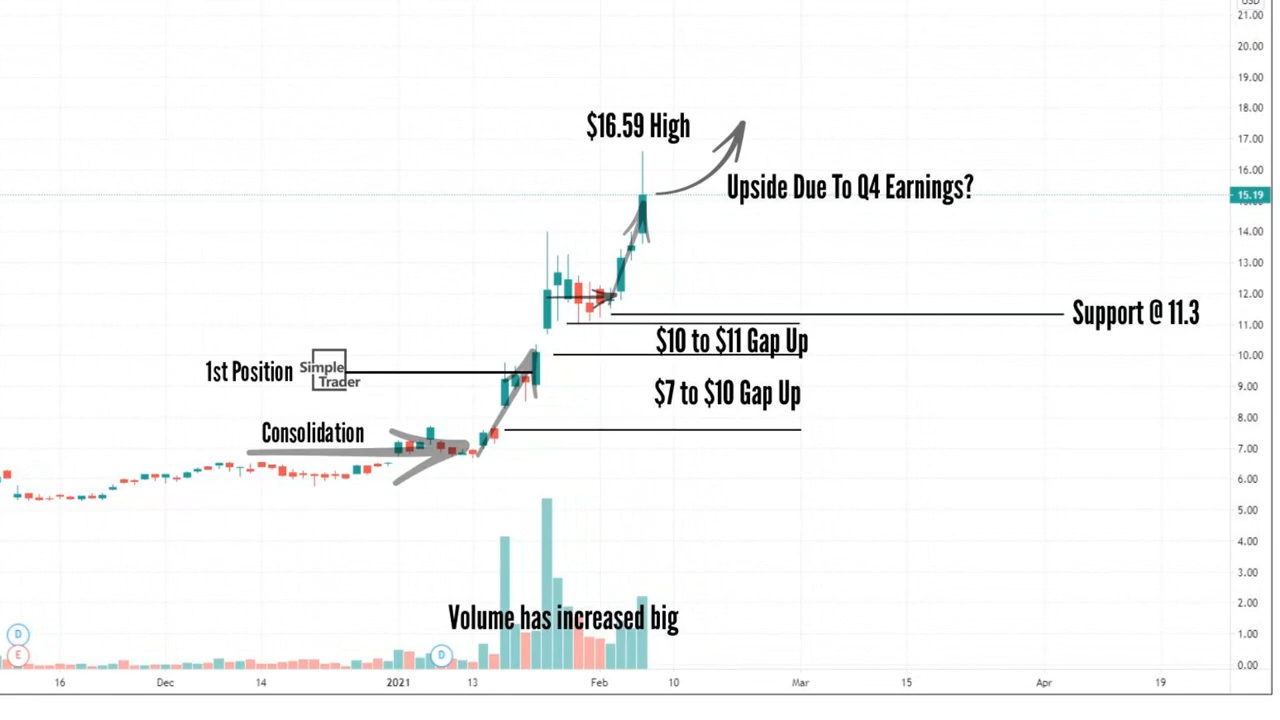 USD
21.00
20.00
19.00
18.00
17.00
16.00
15.19
14.00
13.00
12.00
11.00
10.00
9.00
8.00
7.00
6.00
5.00
4.00
3.00
2.00
1.00
0.00
$16.59 High
Upside Due To Q4 Earnings?
Support @ 11.3
$10 to $11 Gap Up
1st Position
Simple
Trader
$7 to $10 Gap Up
Consolidation
Volume has increased big
D
E
D
16
Dec
14
2021
13
Feb
10
Mar
15
Apr
19